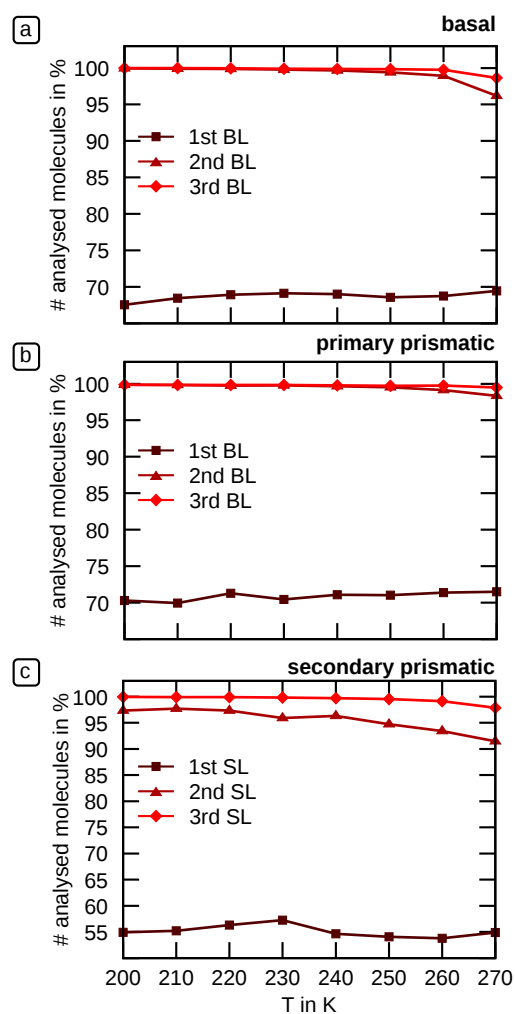 a
basal
# analysed molecules in %
100
95
90
85
80
75
70
1st BL
2nd BL
3rd BL
b
primary prismatic
# analysed molecules in %
100
95
90
85
80
75
70
1st BL
2nd BL
3rd BL
c
secondary prismatic
# analysed molecules in %
100
95
90
85
80
75
70
65
60
55
1st SL
2nd SL
3rd SL
200 210 220 230 240 250 260 270
T in K